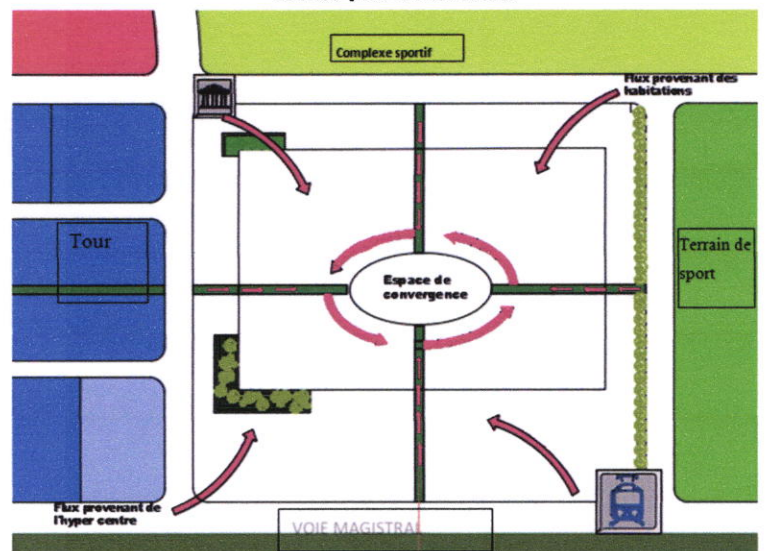 Complexe sportif
Flux provenant des
habitations
Tour
Terrain de
sport
Espace de
convergence
Flux provenant de
l'hyper centre
VOIE MAGISTRAL